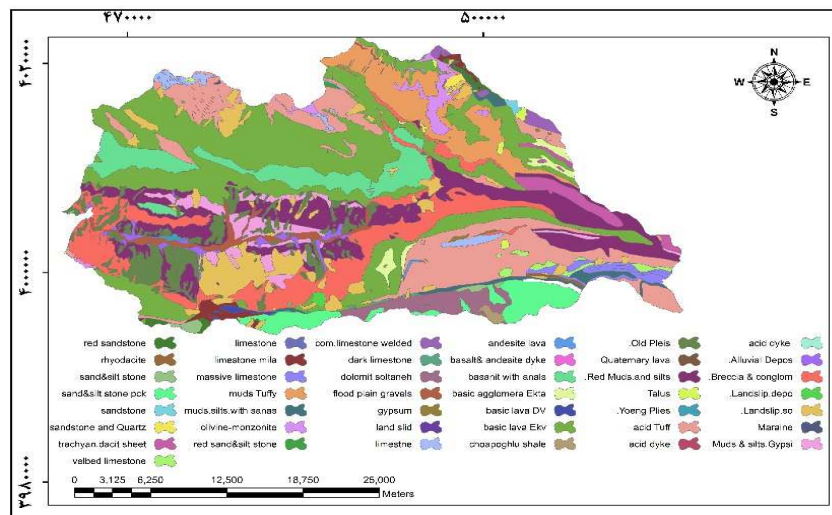 ۴۷۰۰۰۰ ۵۰۰۰۰۰
۴۰۲۰۰۰۰
N
W E
S
۴۰۰۰۰۰۰
red sandstone limestone com.limestone welded andesite lava .Old Pleis acid cyke
rhyodacite limestone mila dark limestone basalt& andesite dyke Quaternary lava .Alluvial Depos
sand&silt stone massive limestone dolomit soltaneh basanit with anals .Red Muds.and silts .Breccia & conglom
sand&silt stone pck muds Tuffy flood plain gravels basic agglomera Ekta Talus .Landslip.depo
sandstone muds.silts.with sanas gypsum basic lava DV .Yoeng Plies .Landslip.so
sandstone and Quartz olivine-monzonite land slid basic lava Ekv acid Tuff Maraine
trachyan.dacit sheet red sand&silt stone limestne choapoghlu shale acid dyke Muds & silts.Gypsi
velbed limestone
۳۹۸۰۰۰۰
0 3,125 6,250 12,500 18,750 25,000
Meters